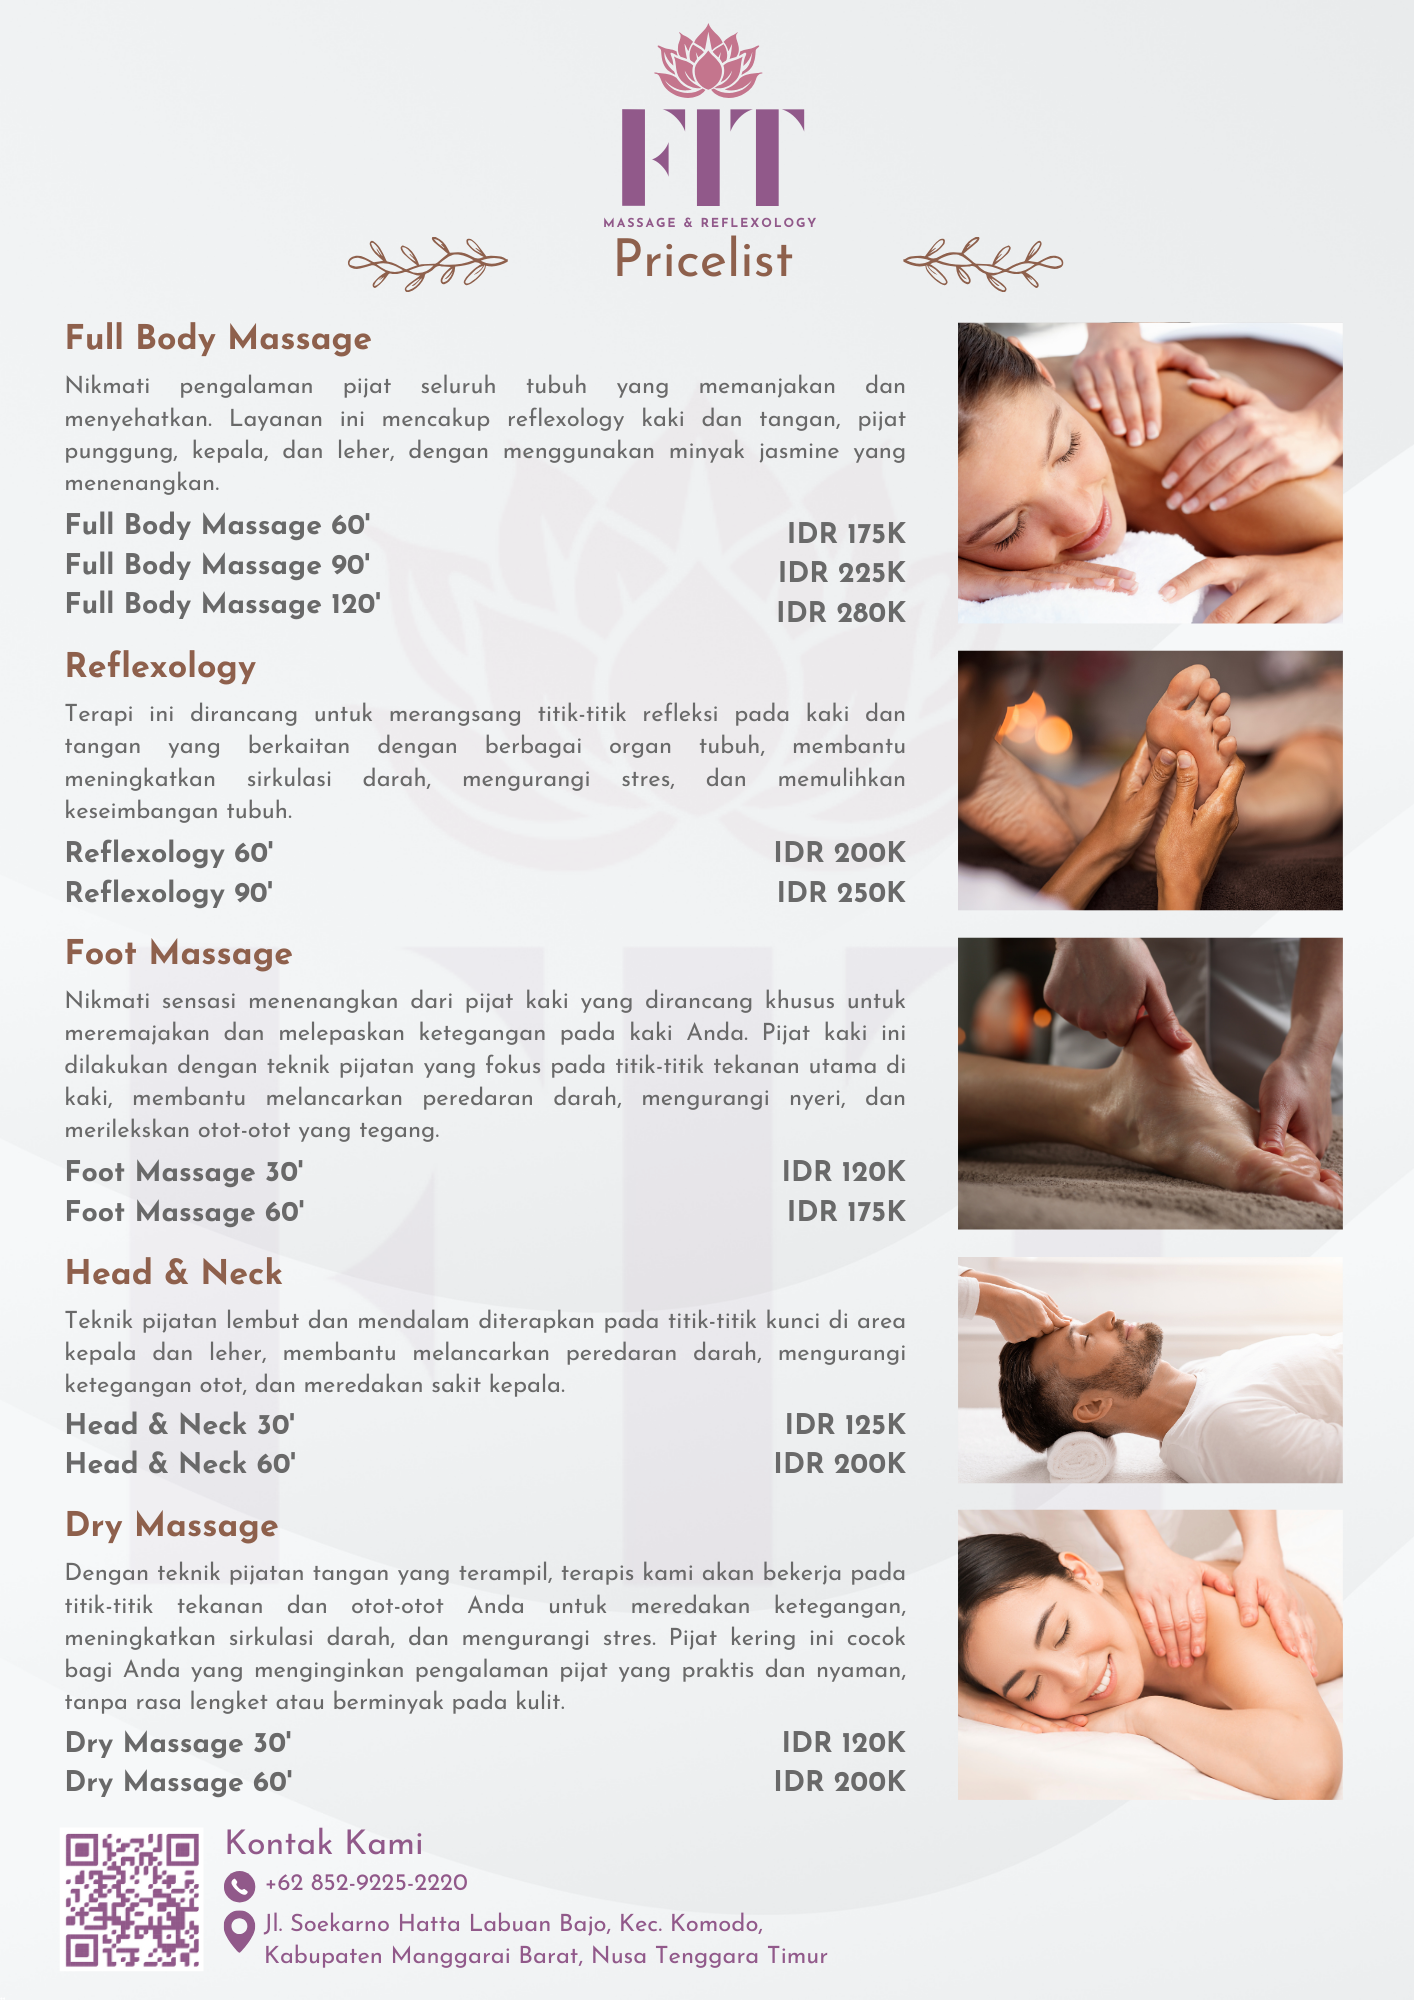 FIT
MASSAGE & REFLEXOLOGY
Pricelist
Full Body Massage
Nikmati pengalaman pijat seluruh tubuh yang memanjakan dan
menyehatkan. Layanan ini mencakup reflexology kaki dan tangan, pijat
punggung, kepala, dan leher, dengan menggunakan minyak jasmine yang
menenangkan.
Full Body Massage 60' IDR 175K
Full Body Massage 90' IDR 225K
Full Body Massage 120' IDR 280K
Reflexology
Terapi ini dirancang untuk merangsang titik-titik refleksi pada kaki dan
tangan yang berkaitan dengan berbagai organ tubuh, membantu
meningkatkan sirkulasi darah, mengurangi stres, dan memulihkan
keseimbangan tubuh.
Reflexology 60' IDR 200K
Reflexology 90' IDR 250K
Foot Massage
Nikmati sensasi menenangkan dari pijat kaki yang dirancang khusus untuk
meremajakan dan melepaskan ketegangan pada kaki Anda. Pijat kaki ini
dilakukan dengan teknik pijatan yang fokus pada titik-titik tekanan utama di
kaki, membantu melancarkan peredaran darah, mengurangi nyeri, dan
merilekskan otot-otot yang tegang.
Foot Massage 30' IDR 120K
Foot Massage 60' IDR 175K
Head & Neck
Teknik pijatan lembut dan mendalam diterapkan pada titik-titik kunci di area
kepala dan leher, membantu melancarkan peredaran darah, mengurangi
ketegangan otot, dan meredakan sakit kepala.
Head & Neck 30' IDR 125K
Head & Neck 60' IDR 200K
Dry Massage
Dengan teknik pijatan tangan yang terampil, terapis kami akan bekerja pada
titik-titik tekanan dan otot-otot Anda untuk meredakan ketegangan,
meningkatkan sirkulasi darah, dan mengurangi stres. Pijat kering ini cocok
bagi Anda yang menginginkan pengalaman pijat yang praktis dan nyaman,
tanpa rasa lengket atau berminyak pada kulit.
Dry Massage 30' IDR 120K
Dry Massage 60' IDR 200K
Kontak Kami
+62 852-9225-2220
Jl. Soekarno Hatta Labuan Bajo, Kec. Komodo,
Kabupaten Manggarai Barat, Nusa Tenggara Timur